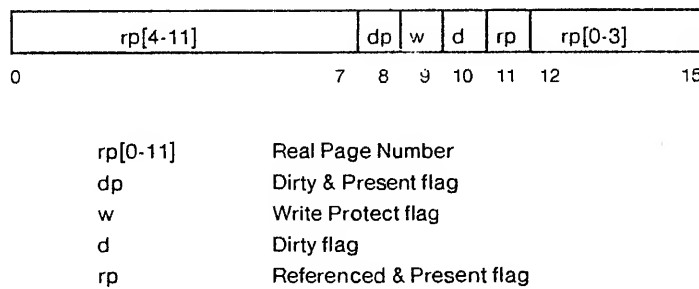 rp[4-11] dp w d rp rp[0-3]
0 7 8 9 10 11 12 15
rp[0-11] Real Page Number
dp Dirty & Present flag
w Write Protect flag
d Dirty flag
rp Referenced & Present flag